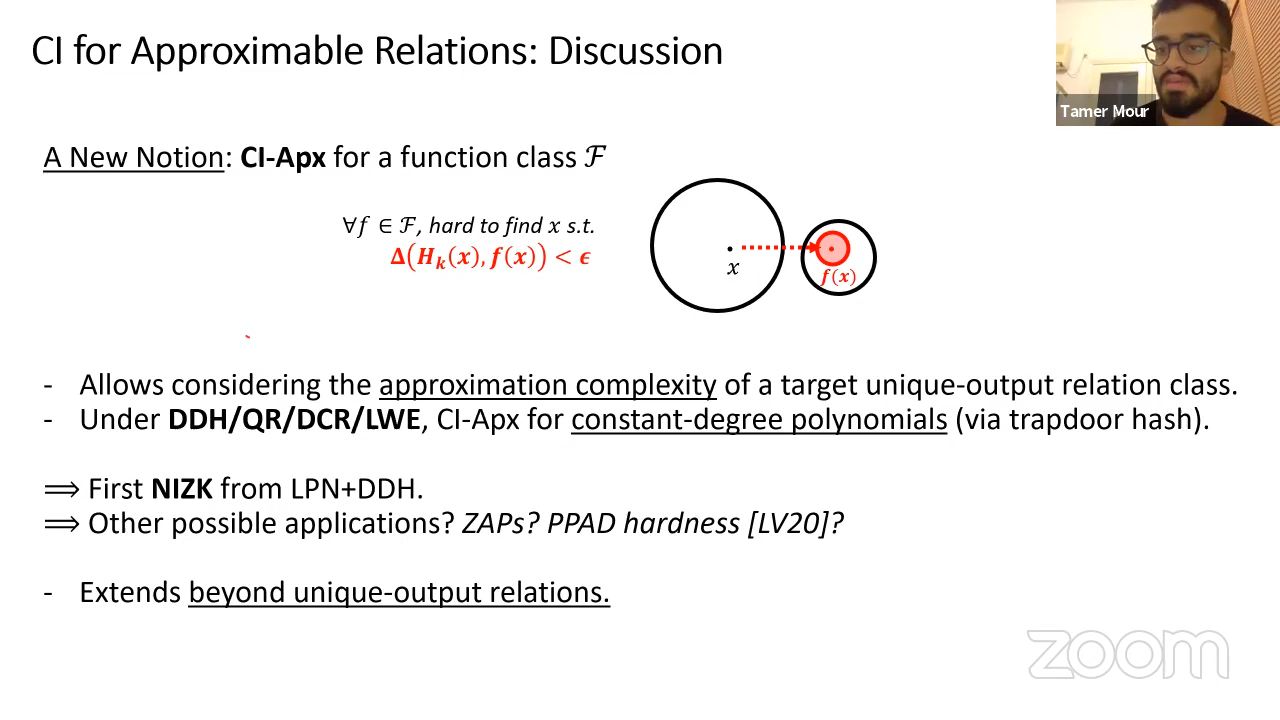 CI for Approximable Relations: Discussion
Tamer Mour
A New Notion: CI-Apx for a function class ℱ
∀f ∈ ℱ, hard to find x s.t.
Δ(H_k(x), f(x)) < ϵ
x
f(x)
- Allows considering the approximation complexity of a target unique-output relation class.
- Under DDH/QR/DCR/LWE, CI-Apx for constant-degree polynomials (via trapdoor hash).
⟹ First NIZK from LPN+DDH.
⟹ Other possible applications? ZAPs? PPAD hardness [LV20]?
- Extends beyond unique-output relations.
zoom